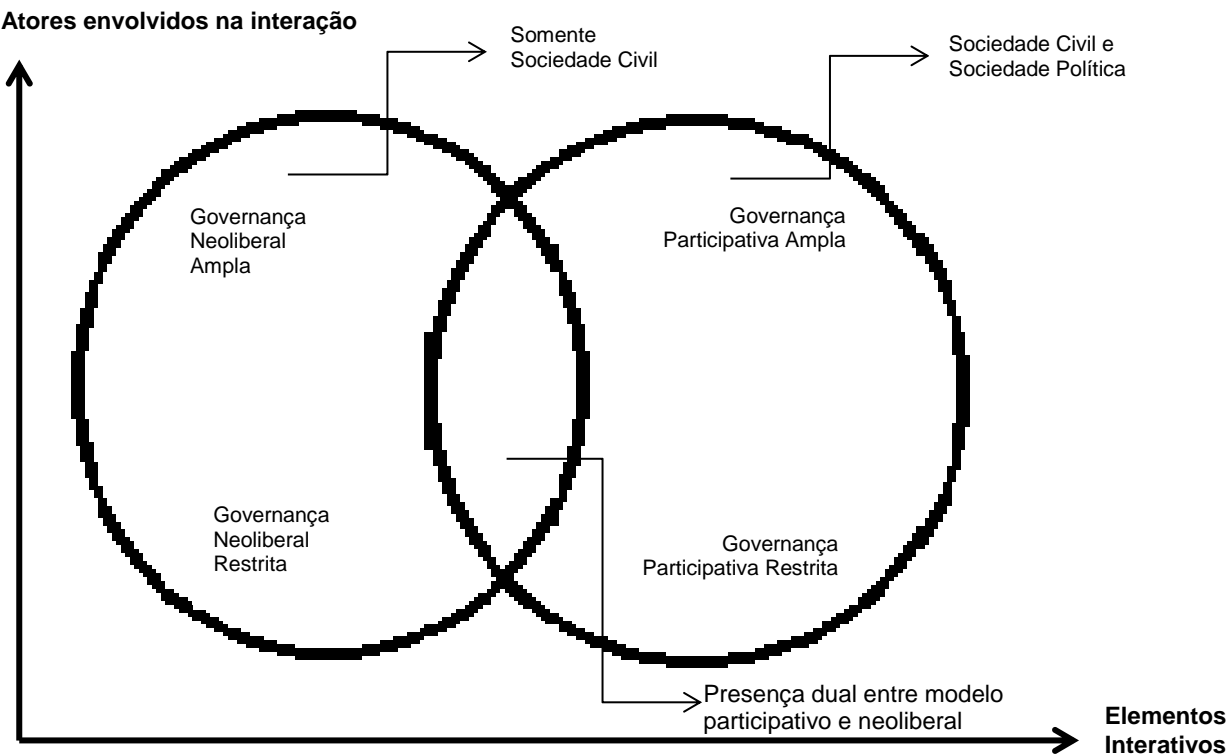 Atores envolvidos na interação
Somente
Sociedade Civil
Sociedade Civil e
Sociedade Política
Governança
Neoliberal
Ampla
Governança
Participativa Ampla
Governança
Neoliberal
Restrita
Governança
Participativa Restrita
Presença dual entre modelo
participativo e neoliberal
Elementos
Interativos